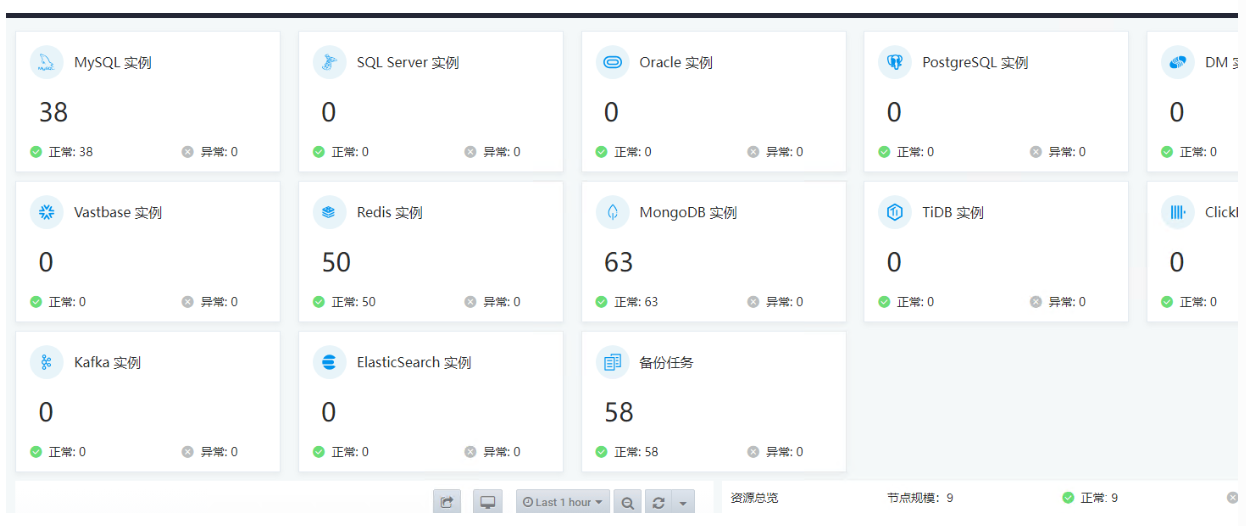 MySQL 实例
38
正常: 38 异常: 0
SQL Server 实例
0
正常: 0 异常: 0
Oracle 实例
0
正常: 0 异常: 0
PostgreSQL 实例
0
正常: 0 异常: 0
DM
0
正常: 0
Vastbase 实例
0
正常: 0 异常: 0
Redis 实例
50
正常: 50 异常: 0
MongoDB 实例
63
正常: 63 异常: 0
TiDB 实例
0
正常: 0 异常: 0
Click
0
正常: 0
Kafka 实例
0
正常: 0 异常: 0
ElasticSearch 实例
0
正常: 0 异常: 0
备份任务
58
正常: 58 异常: 0
Last 1 hour
资源总览 节点规模: 9 正常: 9